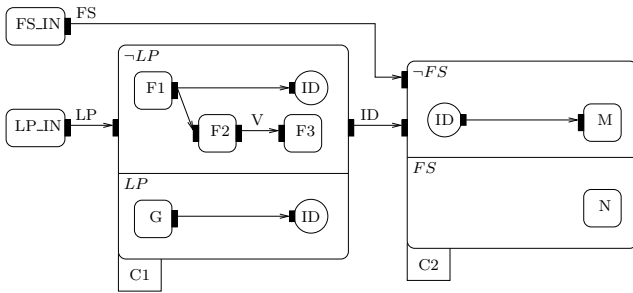 FS_IN
FS
¬LP
F1
ID
LP_IN
LP
F2
V
F3
LP
G
ID
C1
ID
¬FS
ID
M
FS
N
C2